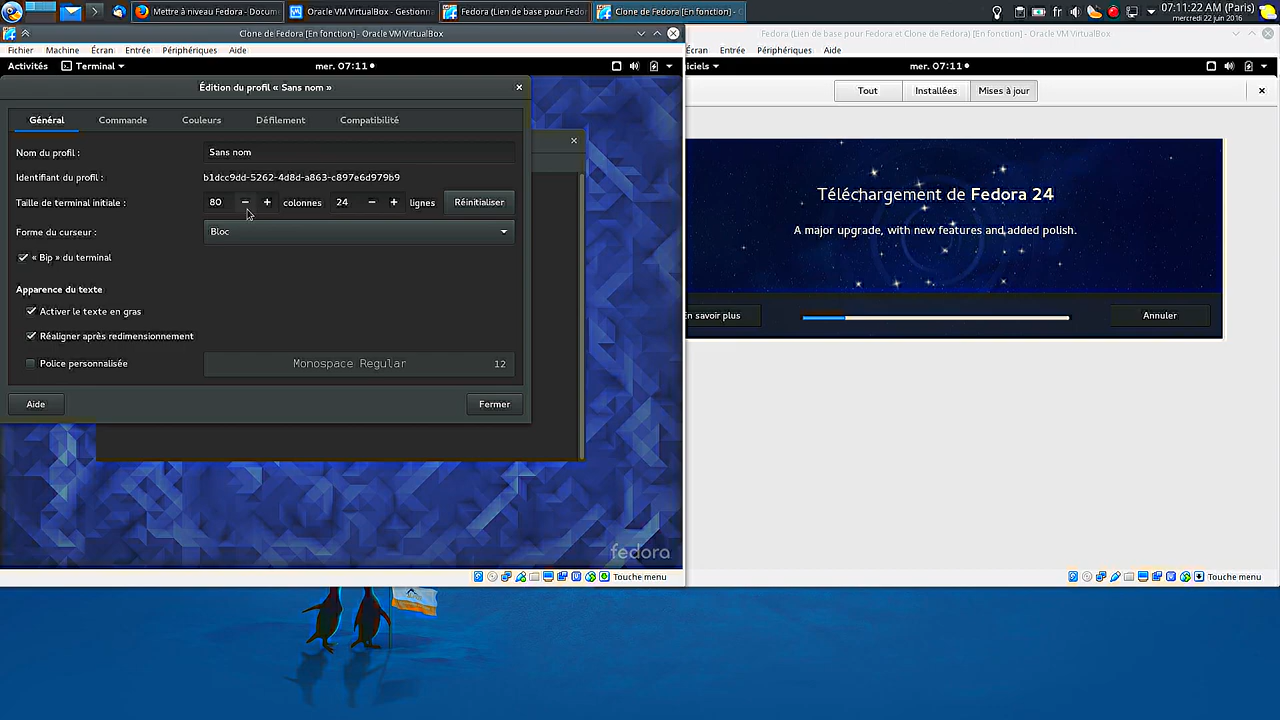 Mettre à niveau Fedora : Docum
Oracle VM VirtualBox - Gestionn
Fedora (Lien de base pour Fedor
Clone de Fedora [En fonction] - O
fr
07:11:22 AM (Paris)
mercredi 22 juin 2016
Clone de Fedora [En fonction] - Oracle VM VirtualBox
Fichier Machine Écran Entrée Périphériques Aide
Activités Terminal mer. 07:11
Édition du profil « Sans nom »
Général Commande Couleurs Défilement Compatibilité
Nom du profil : Sans nom
Identifiant du profil :
Taille de terminal initiale : 80 − + colonnes 24 − + lignes Réinitialiser
Forme du curseur : Bloc
« Bip » du terminal
Apparence du texte
Activer le texte en gras
Réaligner après redimensionnement
Police personnalisée Monospace Regular 12
Aide Fermer
fedora
Touche menu
Fedora (Lien de base pour Fedora et Clone de Fedora) [En fonction] - Oracle VM VirtualBox
Écran Entrée Périphériques Aide
iciels mer. 07:11
Tout Installées Mises à jour
Téléchargement de Fedora 24
A major upgrade, with new features and added polish.
En savoir plus Annuler
Touche menu